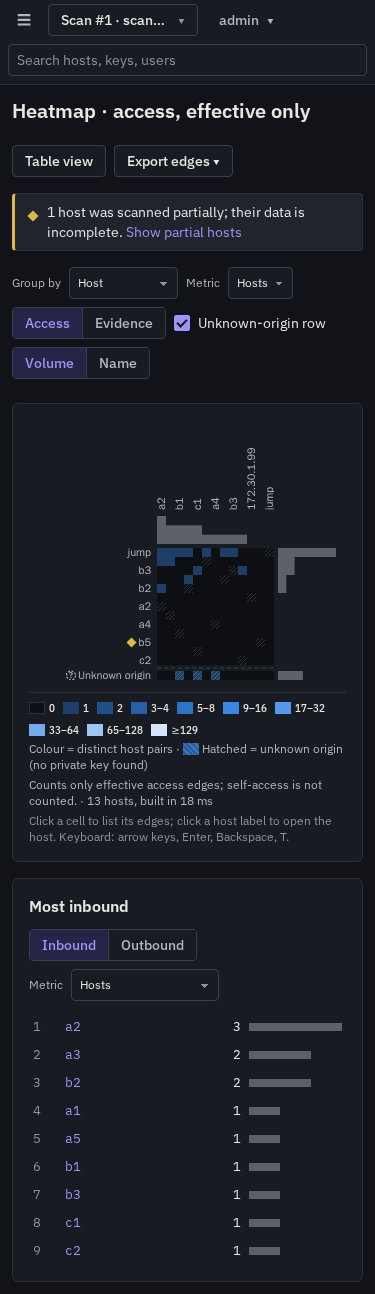 Scan #1 · scan... ▾ admin ▾
Search hosts, keys, users
Heatmap · access, effective only
Table view Export edges ▾
1 host was scanned partially; their data is
incomplete. Show partial hosts
Group by Host Metric Hosts
Access Evidence Unknown-origin row
Volume Name
a2 b1 c1 a4 b3 172.30.1.99 jump
jump
b3
b2
a2
a4
b5
c2
Unknown origin
0 1 2 3–4 5–8 9–16 17–32
33–64 65–128 ≥129
Colour = distinct host pairs · Hatched = unknown origin
(no private key found)
Counts only effective access edges; self-access is not
counted. · 13 hosts, built in 18 ms
Click a cell to list its edges; click a host label to open the
host. Keyboard: arrow keys, Enter, Backspace, T.
Most inbound
Inbound Outbound
Metric Hosts
1 a2 3
2 a3 2
3 b2 2
4 a1 1
5 a5 1
6 b1 1
7 b3 1
8 c1 1
9 c2 1